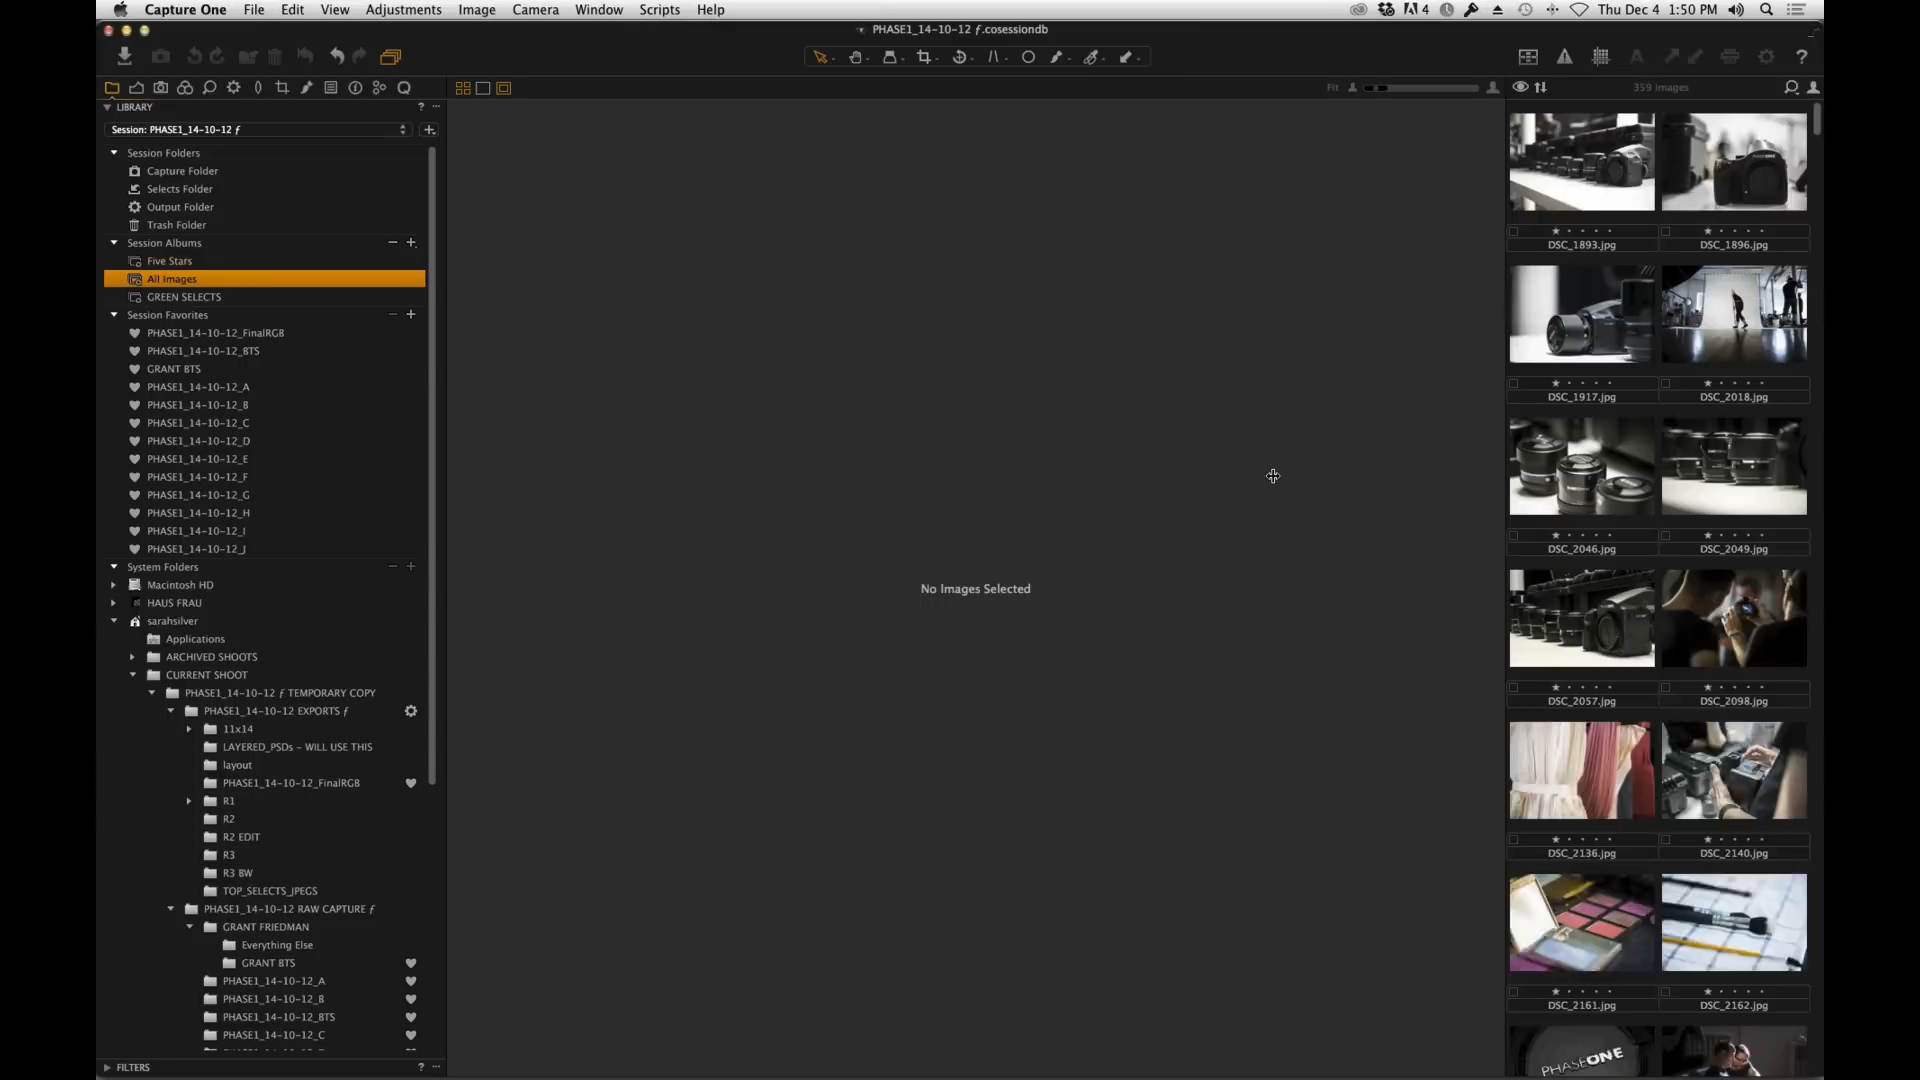 Capture One File Edit View Adjustments Image Camera Window Scripts Help 4 Thu Dec 4 1:50 PM
PHASE1_14-10-12 ƒ.cosessiondb
Fit
359 images
LIBRARY ? ...
Session: PHASE1_14-10-12 ƒ
Session Folders
Capture Folder
Selects Folder
Output Folder
Trash Folder
Session Albums
Five Stars
All Images
GREEN SELECTS
Session Favorites
PHASE1_14-10-12_FinalRGB
PHASE1_14-10-12_BTS
GRANT BTS
PHASE1_14-10-12_A
PHASE1_14-10-12_B
PHASE1_14-10-12_C
PHASE1_14-10-12_D
PHASE1_14-10-12_E
PHASE1_14-10-12_F
PHASE1_14-10-12_G
PHASE1_14-10-12_H
PHASE1_14-10-12_I
PHASE1_14-10-12_J
System Folders
Macintosh HD
HAUS FRAU
sarahsilver
Applications
ARCHIVED SHOOTS
CURRENT SHOOT
PHASE1_14-10-12 ƒ TEMPORARY COPY
PHASE1_14-10-12 EXPORTS ƒ
11x14
LAYERED_PSDs - WILL USE THIS
layout
PHASE1_14-10-12_FinalRGB
R1
R2
R2 EDIT
R3
R3 BW
TOP_SELECTS_JPEGS
PHASE1_14-10-12 RAW CAPTURE ƒ
GRANT FRIEDMAN
Everything Else
GRANT BTS
PHASE1_14-10-12_A
PHASE1_14-10-12_B
PHASE1_14-10-12_BTS
PHASE1_14-10-12_C
FILTERS ? ...
No Images Selected
DSC_1893.jpg DSC_1896.jpg
DSC_1917.jpg DSC_2018.jpg
DSC_2046.jpg DSC_2049.jpg
DSC_2057.jpg DSC_2098.jpg
DSC_2136.jpg DSC_2140.jpg
DSC_2161.jpg DSC_2162.jpg
PHASEONE